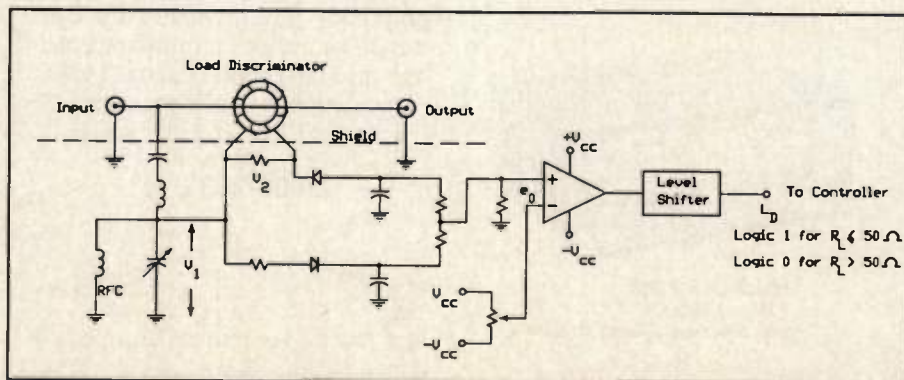 Load Discriminator
Input
Output
Shield
V2
+V
CC
e0
+
−
Level
Shifter
To Controller
LD
−VCC
Logic 1 for RL ≤ 50Ω
Logic 0 for RL > 50Ω
RFC
V1
VCC
−VCC